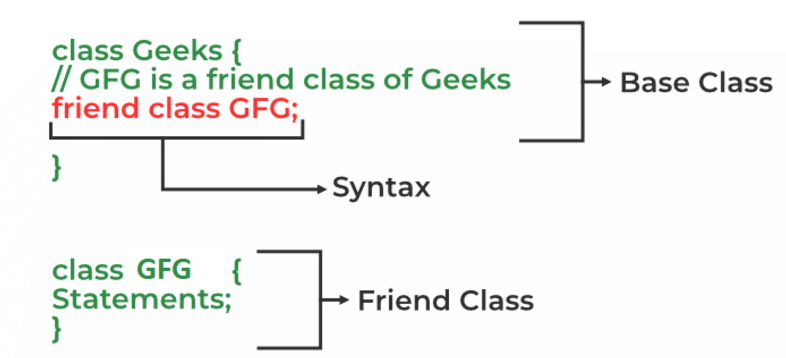 class Geeks {
// GFG is a friend class of Geeks
friend class GFG;
}
Base Class
Syntax
class GFG {
Statements;
}
Friend Class